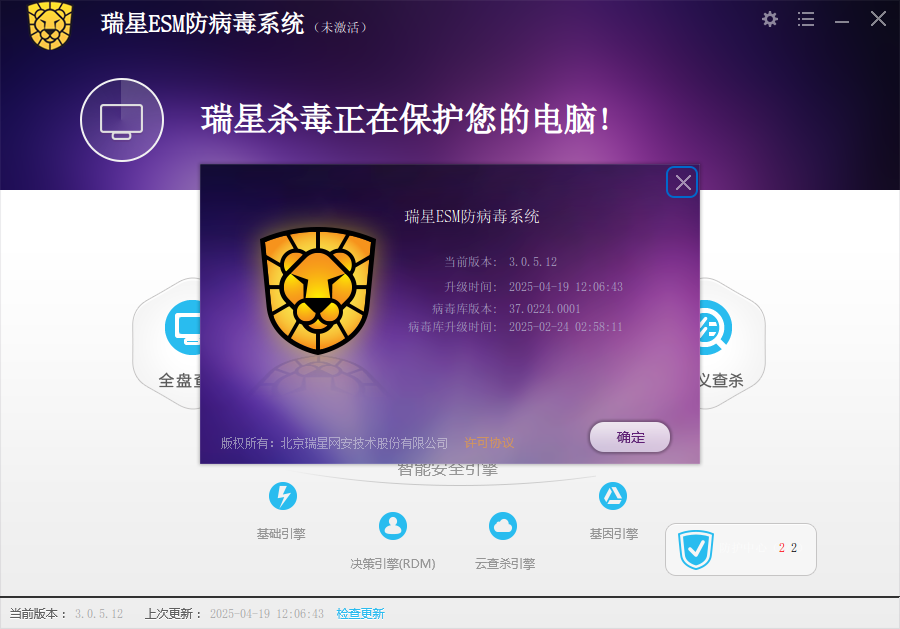 瑞星ESM防病毒系统（未激活）
瑞星杀毒正在保护您的电脑!
瑞星ESM防病毒系统
当前版本： 3.0.5.12
升级时间： 2025-04-19 12:06:43
病毒库版本： 37.0224.0001
病毒库升级时间： 2025-02-24 02:58:11
全盘查
义查杀
版权所有：北京瑞星网安技术股份有限公司 许可协议
确定
智能安全引擎
基础引擎
决策引擎(RDM)
云查杀引擎
基因引擎
2 2
当前版本： 3.0.5.12 上次更新： 2025-04-19 12:06:43 检查更新